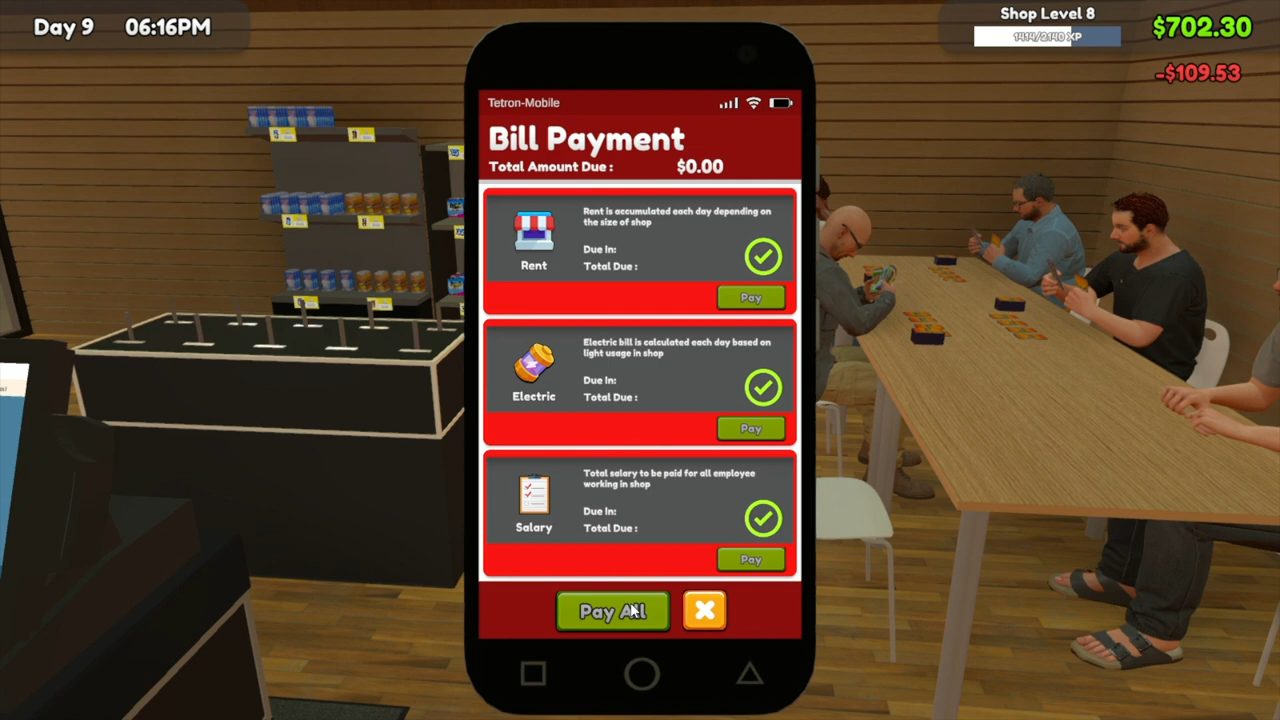 Day 9 06:16PM
Shop Level 8
1414/2140 XP
$702.30
-$109.53
Tetron-Mobile
Bill Payment
Total Amount Due : $0.00
Rent is accumulated each day depending on
the size of shop
Due In:
Total Due :
Rent
Pay
Electric bill is calculated each day based on
light usage in shop
Due In:
Total Due :
Electric
Pay
Total salary to be paid for all employee
working in shop
Due In:
Total Due :
Salary
Pay
Pay All